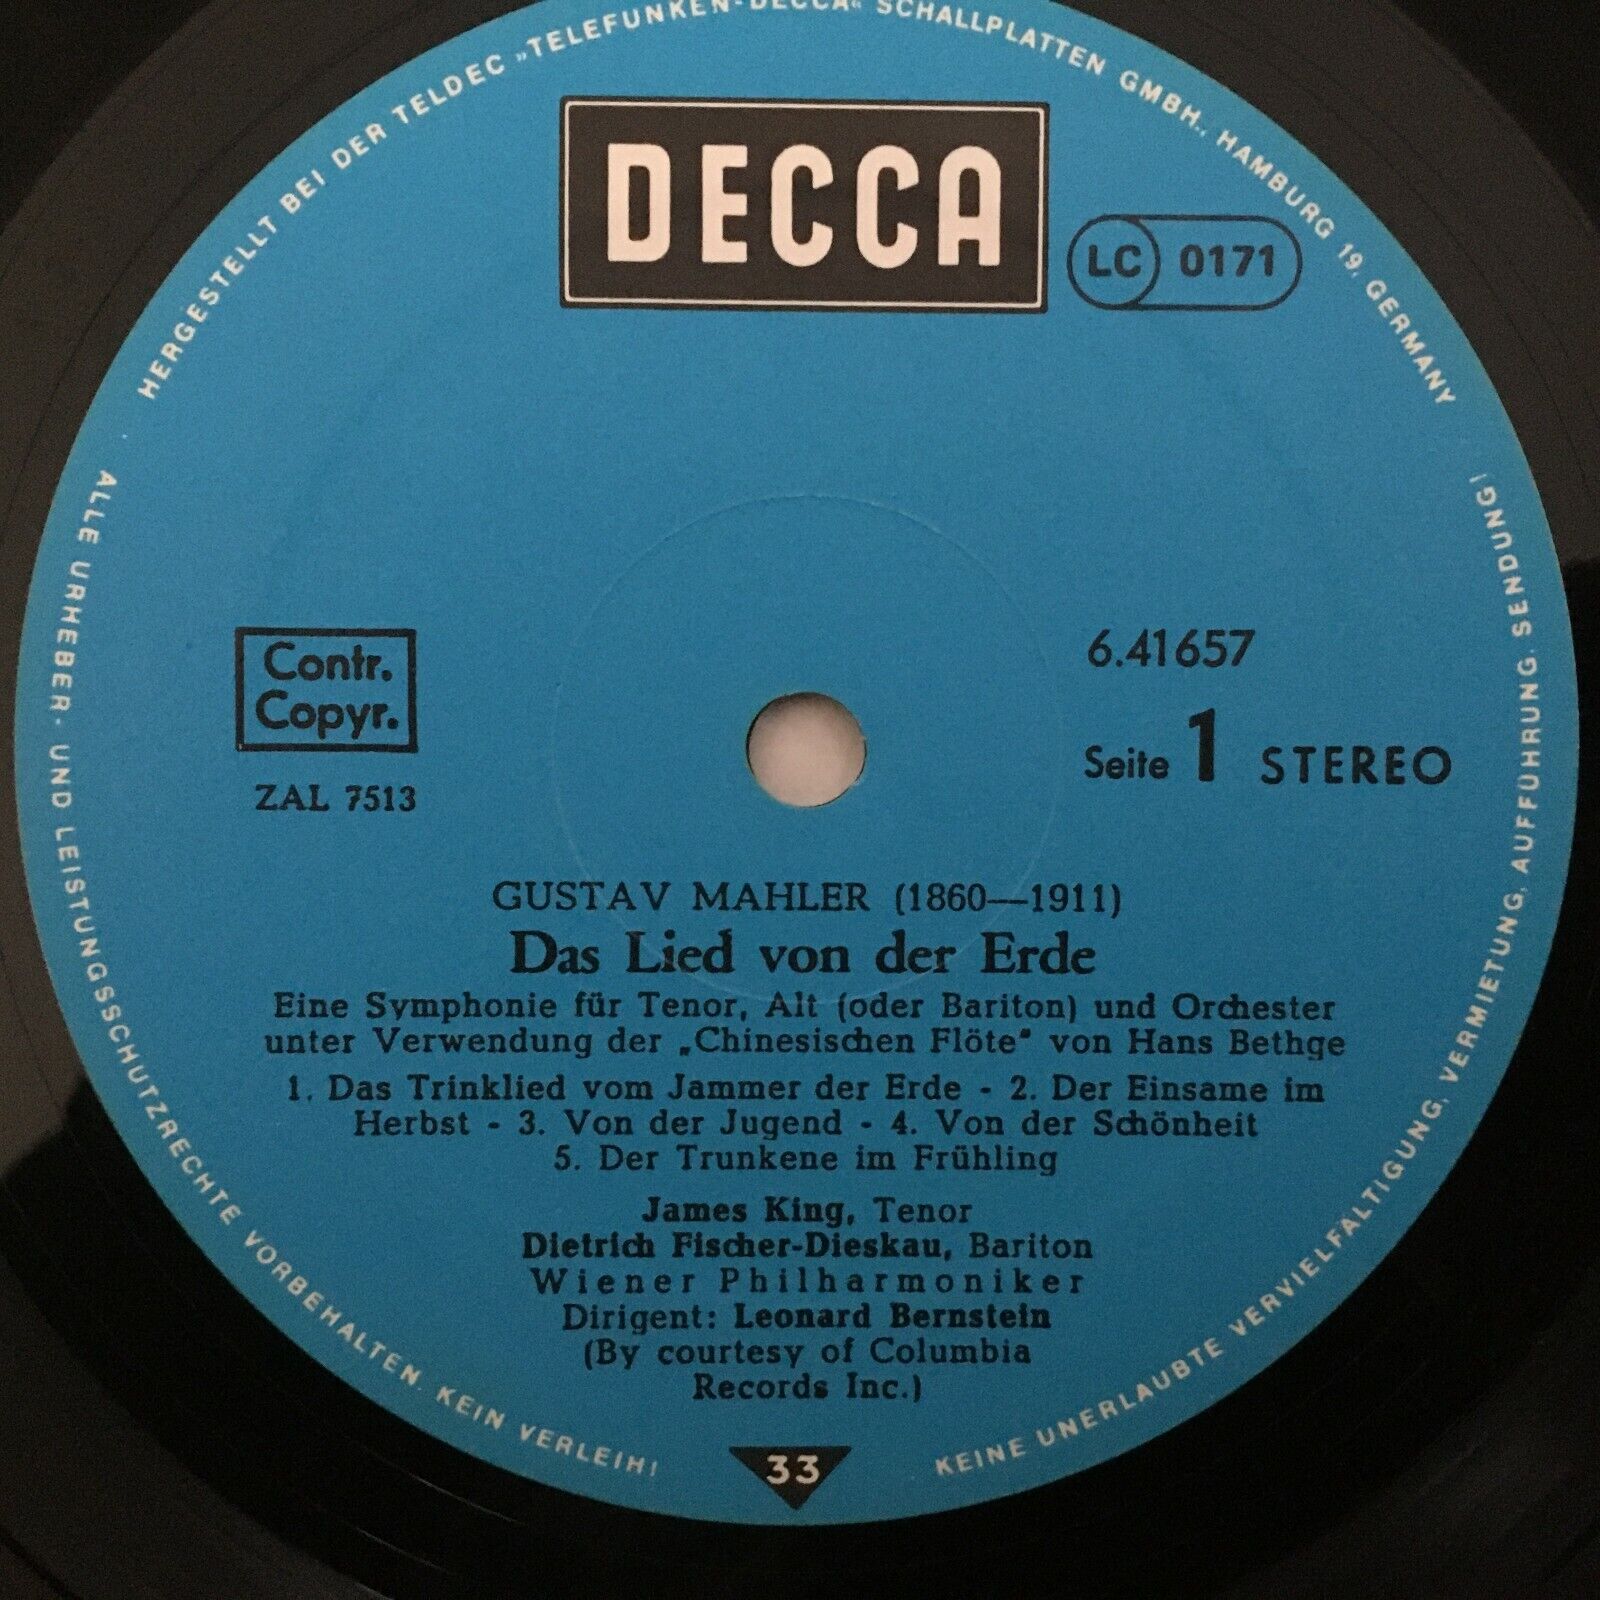 HERGESTELLT BEI DER TELDEC »TELEFUNKEN-DECCA« SCHALLPLATTEN GMBH., HAMBURG 19, GERMANY
DECCA
LC 0171
Contr.
Copyr.
ZAL 7513
6.41657
Seite 1 STEREO
GUSTAV MAHLER (1860—1911)
Das Lied von der Erde
Eine Symphonie für Tenor, Alt (oder Bariton) und Orchester
unter Verwendung der „Chinesischen Flöte" von Hans Bethge
1. Das Trinklied vom Jammer der Erde - 2. Der Einsame im
Herbst - 3. Von der Jugend - 4. Von der Schönheit
5. Der Trunkene im Frühling
James King, Tenor
Dietrich Fischer-Dieskau, Bariton
Wiener Philharmoniker
Dirigent: Leonard Bernstein
(By courtesy of Columbia
Records Inc.)
33
ALLE URHEBER- UND LEISTUNGSSCHUTZRECHTE VORBEHALTEN. KEIN VERLEIH!
KEINE UNERLAUBTE VERVIELFÄLTIGUNG, VERMIETUNG, AUFFÜHRUNG, SENDUNG!